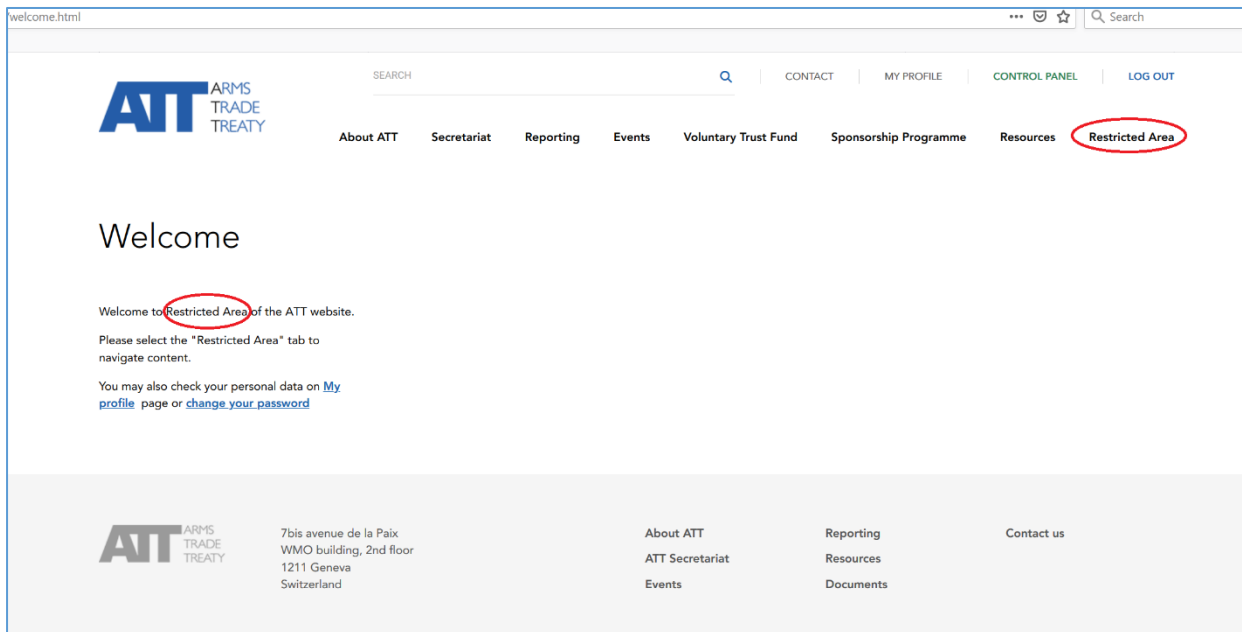 /welcome.html
Search
ATT ARMS
TRADE
TREATY
SEARCH
CONTACT
MY PROFILE
CONTROL PANEL
LOG OUT
About ATT
Secretariat
Reporting
Events
Voluntary Trust Fund
Sponsorship Programme
Resources
Restricted Area
Welcome
Welcome to Restricted Area of the ATT website.
Please select the "Restricted Area" tab to
navigate content.
You may also check your personal data on My
profile page or change your password
ATT ARMS
TRADE
TREATY
7bis avenue de la Paix
WMO building, 2nd floor
1211 Geneva
Switzerland
About ATT
ATT Secretariat
Events
Reporting
Resources
Documents
Contact us